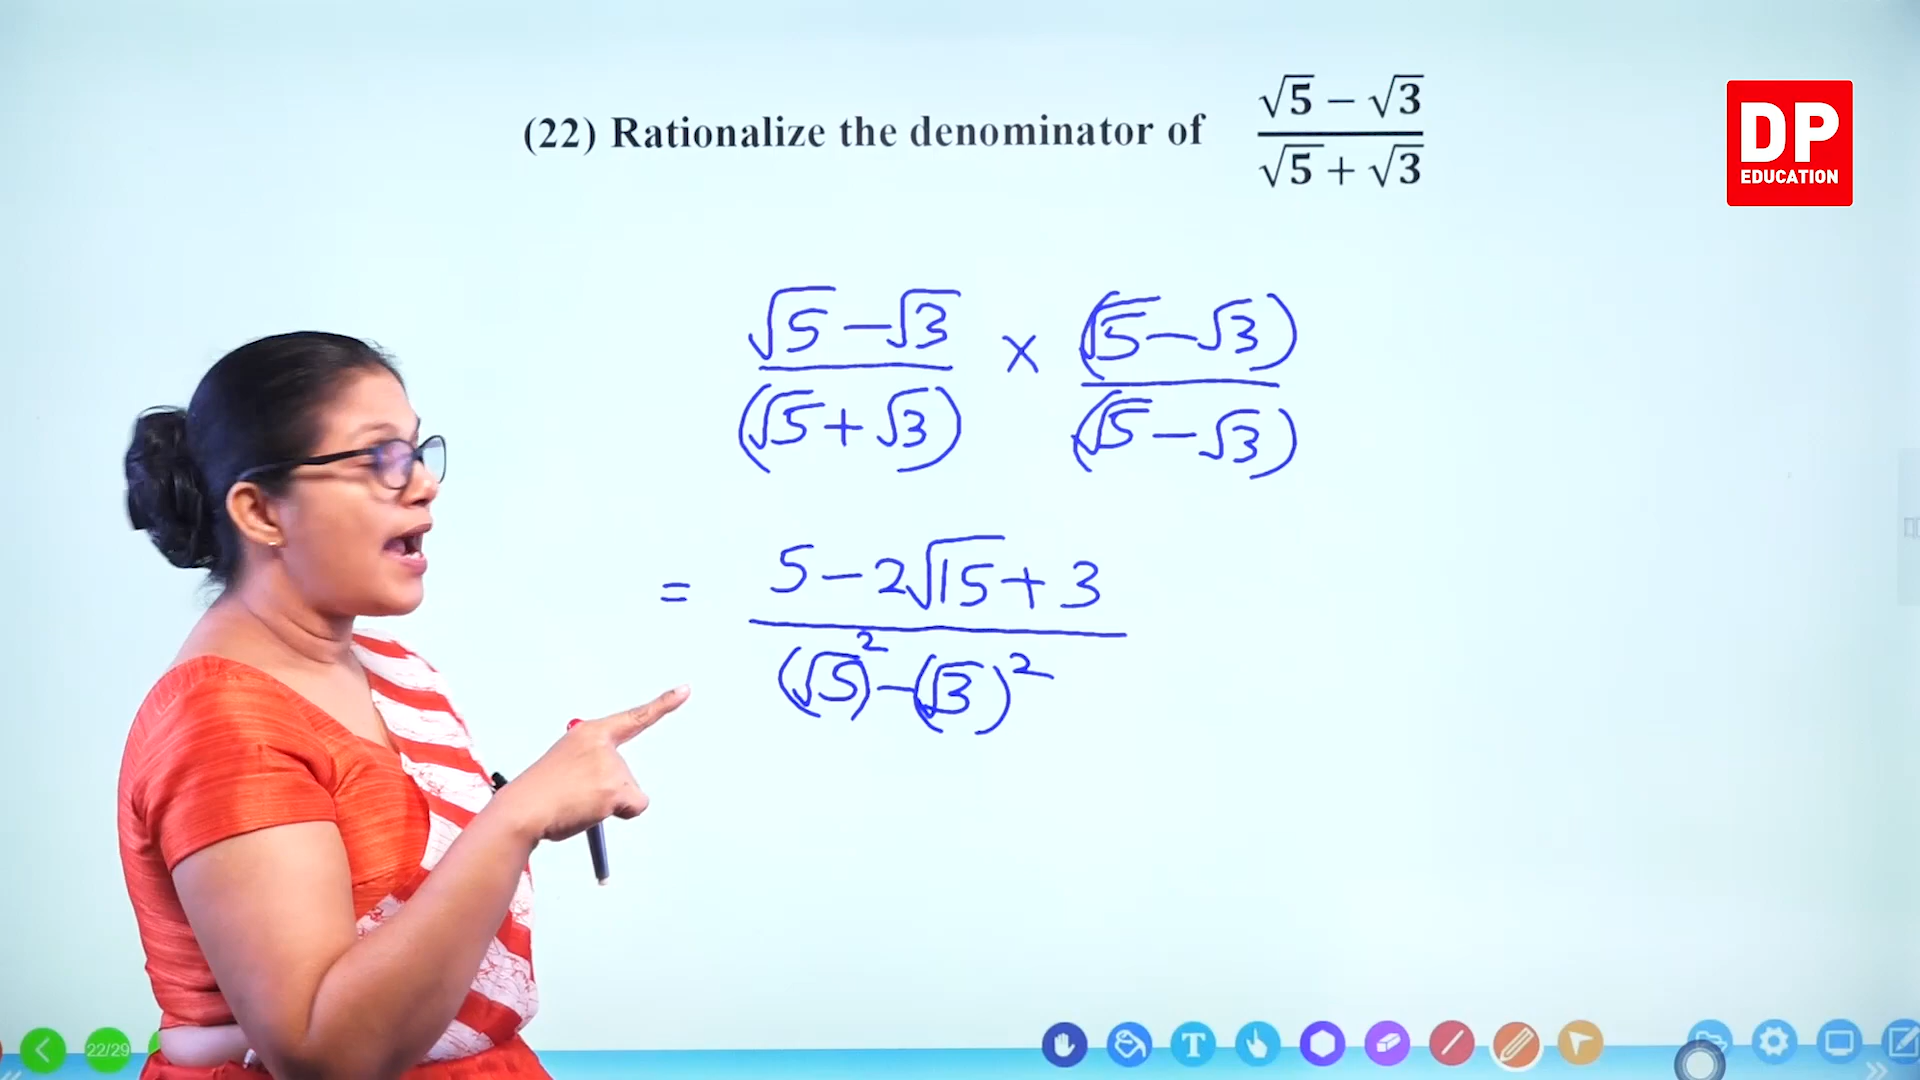 (22) Rationalize the denominator of (√5 − √3)/(√5 + √3)
DP
EDUCATION
(√5 − √3)/(√5 + √3) × (√5 − √3)/(√5 − √3)
= (5 − 2√15 + 3)/((√5)² − (√3)²)
22/29
T